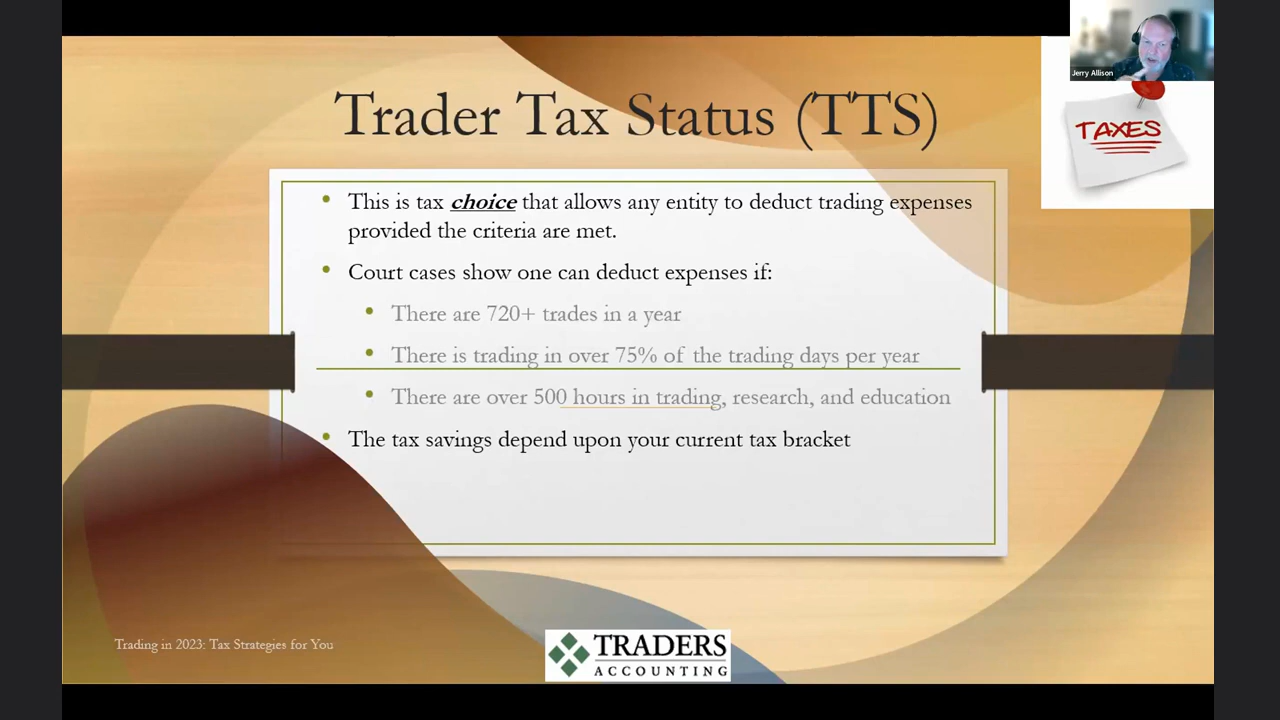 Jerry Allison
Trader Tax Status (TTS)
TAXES
• This is tax choice that allows any entity to deduct trading expenses
provided the criteria are met.
• Court cases show one can deduct expenses if:
• There are 720+ trades in a year
• There is trading in over 75% of the trading days per year
• There are over 500 hours in trading, research, and education
• The tax savings depend upon your current tax bracket
Trading in 2023: Tax Strategies for You
TRADERS
ACCOUNTING